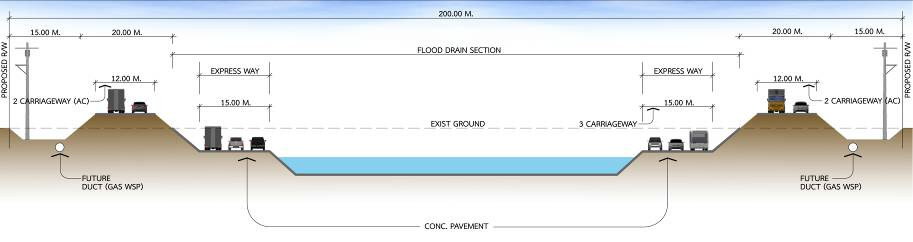 200.00 M.
15.00 M.
20.00 M.
20.00 M.
15.00 M.
PROPOSED R/W
PROPOSED R/W
FLOOD DRAIN SECTION
EXPRESS WAY
EXPRESS WAY
12.00 M.
12.00 M.
2 CARRIAGEWAY (AC)
15.00 M.
15.00 M.
2 CARRIAGEWAY (AC)
EXIST GROUND
3 CARRIAGEWAY
FUTURE
DUCT (GAS WSP)
FUTURE
DUCT (GAS WSP)
CONC. PAVEMENT